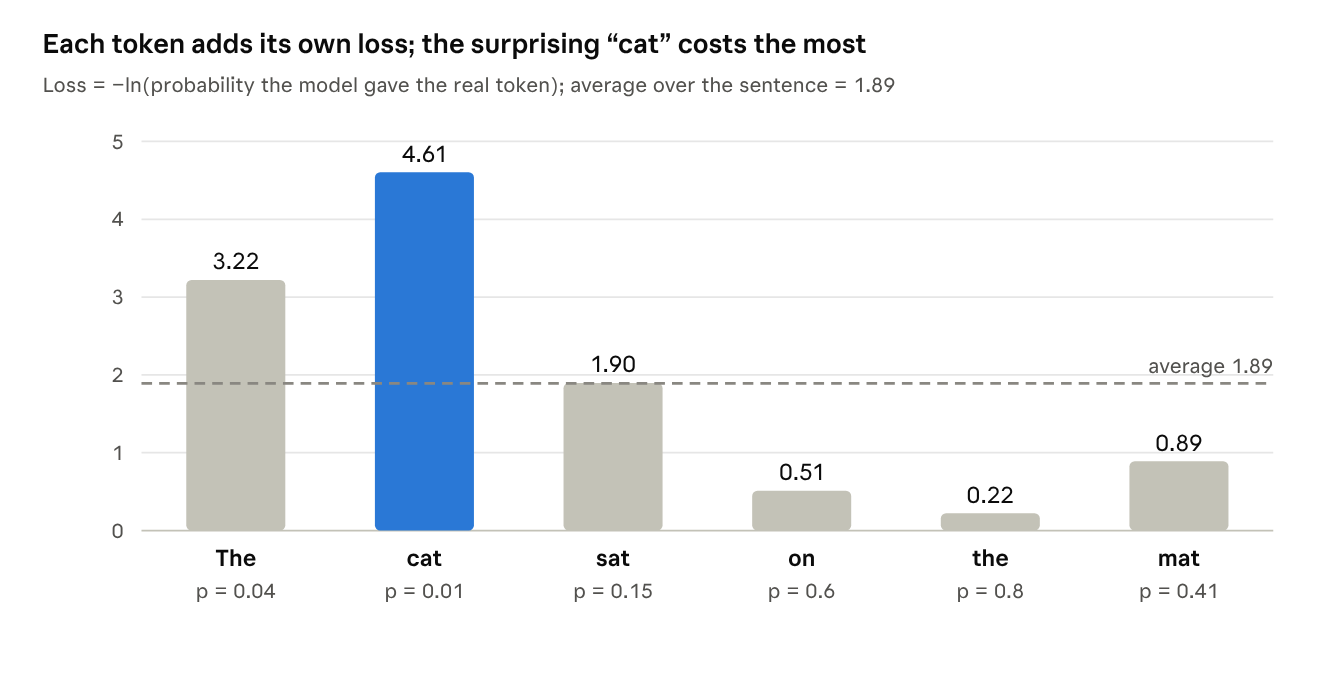 Each token adds its own loss; the surprising “cat” costs the most
Loss = −ln(probability the model gave the real token); average over the sentence = 1.89
5
4
3
2
1
0
3.22
4.61
1.90
0.51
0.22
0.89
average 1.89
The
cat
sat
on
the
mat
p = 0.04
p = 0.01
p = 0.15
p = 0.6
p = 0.8
p = 0.41